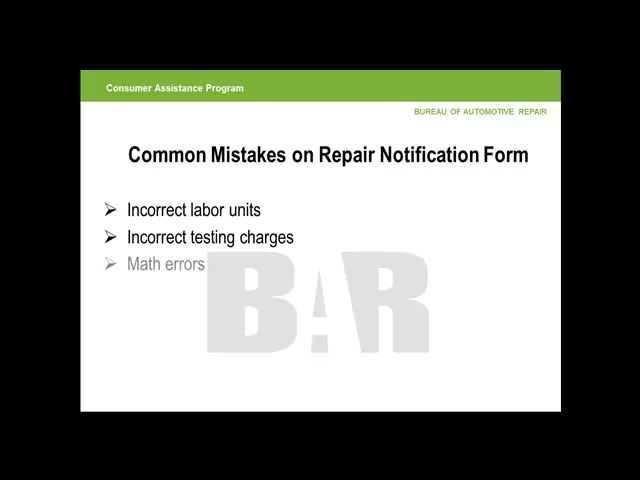 Consumer Assistance Program
BUREAU OF AUTOMOTIVE REPAIR
Common Mistakes on Repair Notification Form
Incorrect labor units
Incorrect testing charges
Math errors
BAR